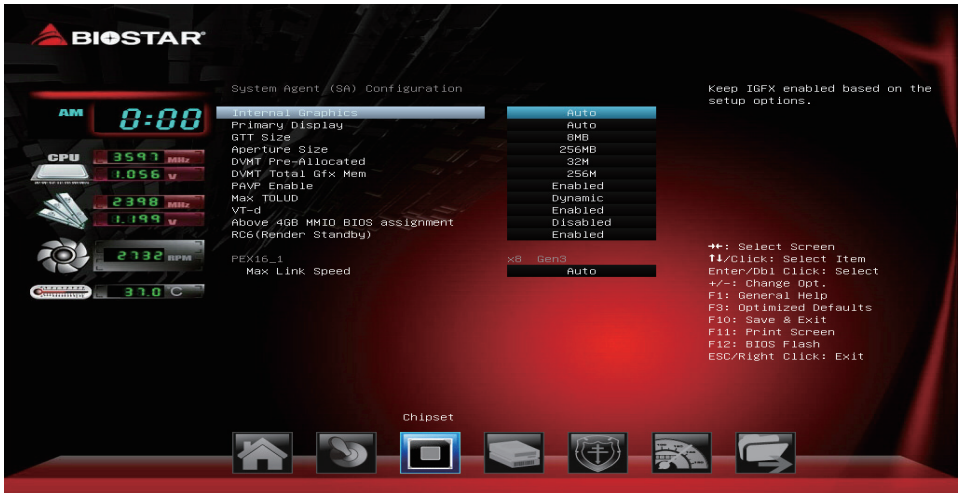 BIOSTAR
AM 0:00
CPU 3597 MHz
1.056 V
2398 MHz
1.199 V
2732 RPM
37.0 C
System Agent (SA) Configuration
Internal Graphics Auto
Primary Display Auto
GTT Size 8MB
Aperture Size 256MB
DVMT Pre-Allocated 32M
DVMT Total Gfx Mem 256M
PAVP Enable Enabled
Max TOLUD Dynamic
VT-d Enabled
Above 4GB MMIO BIOS assignment Disabled
RC6(Render Standby) Enabled
PEX16_1 x8 Gen3
Max Link Speed Auto
Keep IGFX enabled based on the
setup options.
→←: Select Screen
↑↓/Click: Select Item
Enter/Dbl Click: Select
+/-: Change Opt.
F1: General Help
F3: Optimized Defaults
F10: Save & Exit
F11: Print Screen
F12: BIOS Flash
ESC/Right Click: Exit
Chipset